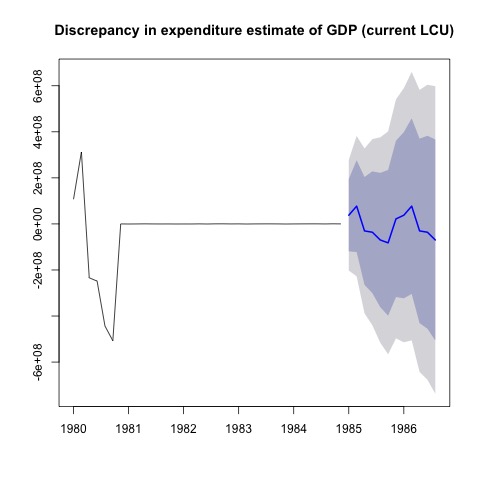 Discrepancy in expenditure estimate of GDP (current LCU)
6e+08
4e+08
2e+08
0e+00
-2e+08
-6e+08
1980 1981 1982 1983 1984 1985 1986